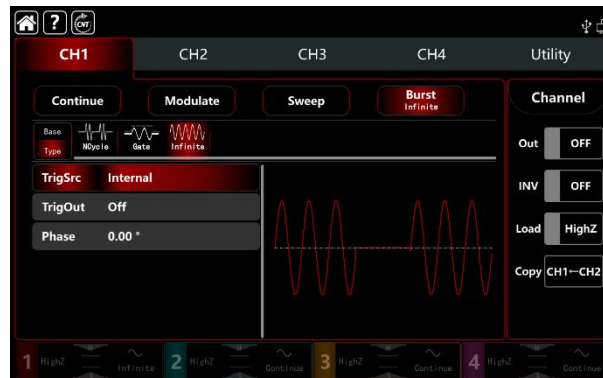 ? CNT
CH1 CH2 CH3 CH4 Utility
Continue Modulate Sweep Burst Infinite Channel
Base Type NCycle Gate Infinite
Out OFF
TrigSrc Internal
INV OFF
TrigOut Off
Load HighZ
Phase 0.00 °
Copy CH1←CH2
1 HighZ Infinite 2 HighZ Continue 3 HighZ Continue 4 HighZ Continue